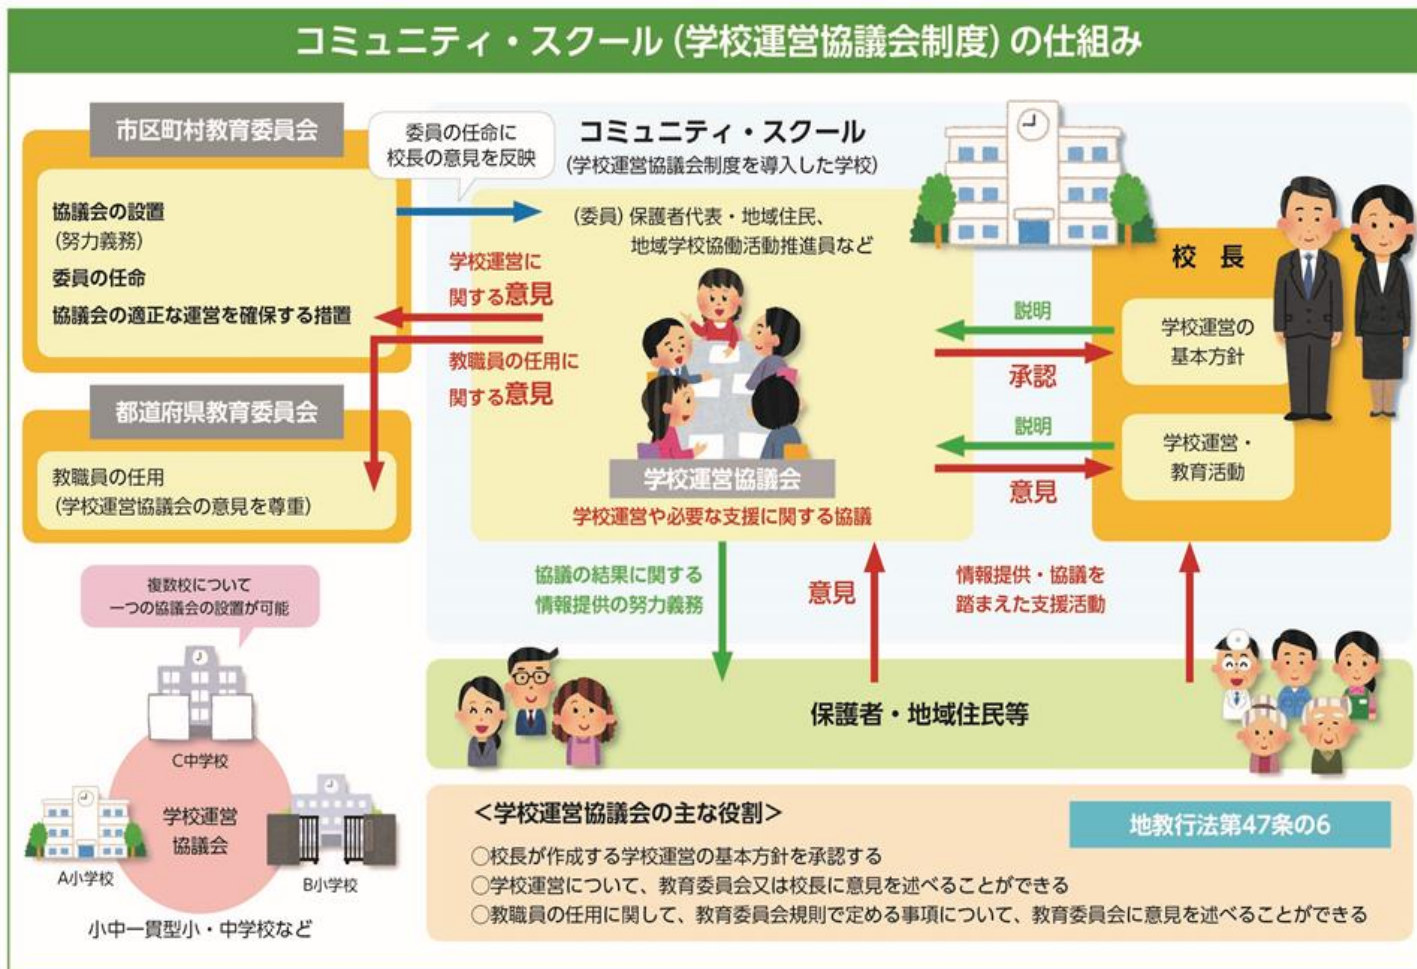 コミュニティ・スクール(学校運営協議会制度)の仕組み
市区町村教育委員会
協議会の設置
(努力義務)
委員の任命
協議会の適正な運営を確保する措置
委員の任命に
校長の意見を反映
コミュニティ・スクール
(学校運営協議会制度を導入した学校)
(委員)保護者代表・地域住民、
地域学校協働活動推進員など
学校運営に
関する意見
教職員の任用に
関する意見
都道府県教育委員会
教職員の任用
(学校運営協議会の意見を尊重)
学校運営協議会
学校運営や必要な支援に関する協議
校 長
説明
承認
学校運営の
基本方針
説明
意見
学校運営・
教育活動
協議の結果に関する
情報提供の努力義務
意見
情報提供・協議を
踏まえた支援活動
保護者・地域住民等
複数校について
一つの協議会の設置が可能
C中学校
学校運営
協議会
A小学校
B小学校
小中一貫型小・中学校など
<学校運営協議会の主な役割>
地教行法第47条の6
○校長が作成する学校運営の基本方針を承認する
○学校運営について、教育委員会又は校長に意見を述べることができる
○教職員の任用に関して、教育委員会規則で定める事項について、教育委員会に意見を述べることができる